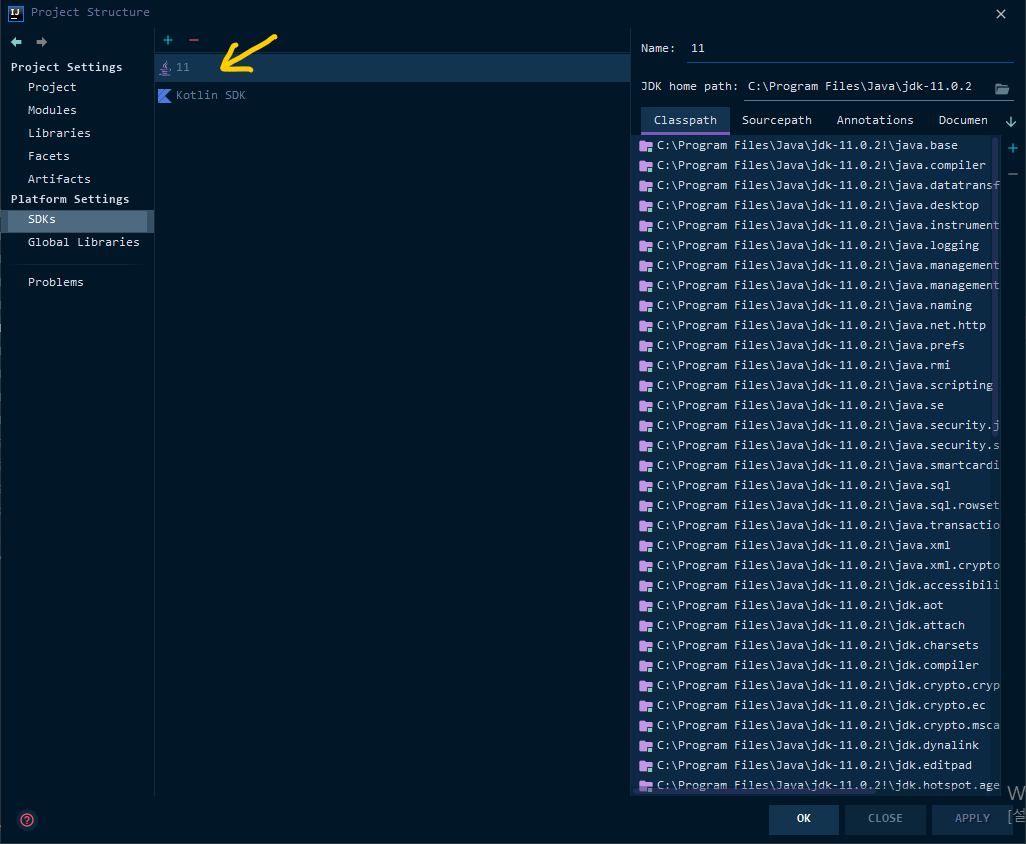 Project Structure
Project Settings
Project
Modules
Libraries
Facets
Artifacts
Platform Settings
SDKs
Global Libraries
Problems
11
Kotlin SDK
Name: 11
JDK home path: C:\Program Files\Java\jdk-11.0.2
Classpath Sourcepath Annotations Documen
C:\Program Files\Java\jdk-11.0.2!\java.base
C:\Program Files\Java\jdk-11.0.2!\java.compiler
C:\Program Files\Java\jdk-11.0.2!\java.datatransf
C:\Program Files\Java\jdk-11.0.2!\java.desktop
C:\Program Files\Java\jdk-11.0.2!\java.instrument
C:\Program Files\Java\jdk-11.0.2!\java.logging
C:\Program Files\Java\jdk-11.0.2!\java.management
C:\Program Files\Java\jdk-11.0.2!\java.management
C:\Program Files\Java\jdk-11.0.2!\java.naming
C:\Program Files\Java\jdk-11.0.2!\java.net.http
C:\Program Files\Java\jdk-11.0.2!\java.prefs
C:\Program Files\Java\jdk-11.0.2!\java.rmi
C:\Program Files\Java\jdk-11.0.2!\java.scripting
C:\Program Files\Java\jdk-11.0.2!\java.se
C:\Program Files\Java\jdk-11.0.2!\java.security.j
C:\Program Files\Java\jdk-11.0.2!\java.security.s
C:\Program Files\Java\jdk-11.0.2!\java.smartcardi
C:\Program Files\Java\jdk-11.0.2!\java.sql
C:\Program Files\Java\jdk-11.0.2!\java.sql.rowset
C:\Program Files\Java\jdk-11.0.2!\java.transactio
C:\Program Files\Java\jdk-11.0.2!\java.xml
C:\Program Files\Java\jdk-11.0.2!\java.xml.crypto
C:\Program Files\Java\jdk-11.0.2!\jdk.accessibili
C:\Program Files\Java\jdk-11.0.2!\jdk.aot
C:\Program Files\Java\jdk-11.0.2!\jdk.attach
C:\Program Files\Java\jdk-11.0.2!\jdk.charsets
C:\Program Files\Java\jdk-11.0.2!\jdk.compiler
C:\Program Files\Java\jdk-11.0.2!\jdk.crypto.cryp
C:\Program Files\Java\jdk-11.0.2!\jdk.crypto.ec
C:\Program Files\Java\jdk-11.0.2!\jdk.crypto.msca
C:\Program Files\Java\jdk-11.0.2!\jdk.dynalink
C:\Program Files\Java\jdk-11.0.2!\jdk.editpad
C:\Program Files\Java\jdk-11.0.2!\jdk.hotspot.age
W
[설
OK CLOSE APPLY